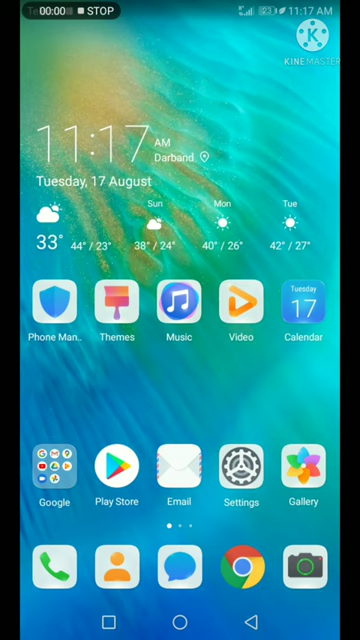 00:00 STOP
23 11:17 AM
K
KINEMASTER
11:17 AM
Darband
Tuesday, 17 August
33° 44° / 23°
Sun
38° / 24°
Mon
40° / 26°
Tue
42° / 27°
Phone Man..
Themes
Music
Video
Tuesday
17
Calendar
Google
Play Store
Email
Settings
Gallery